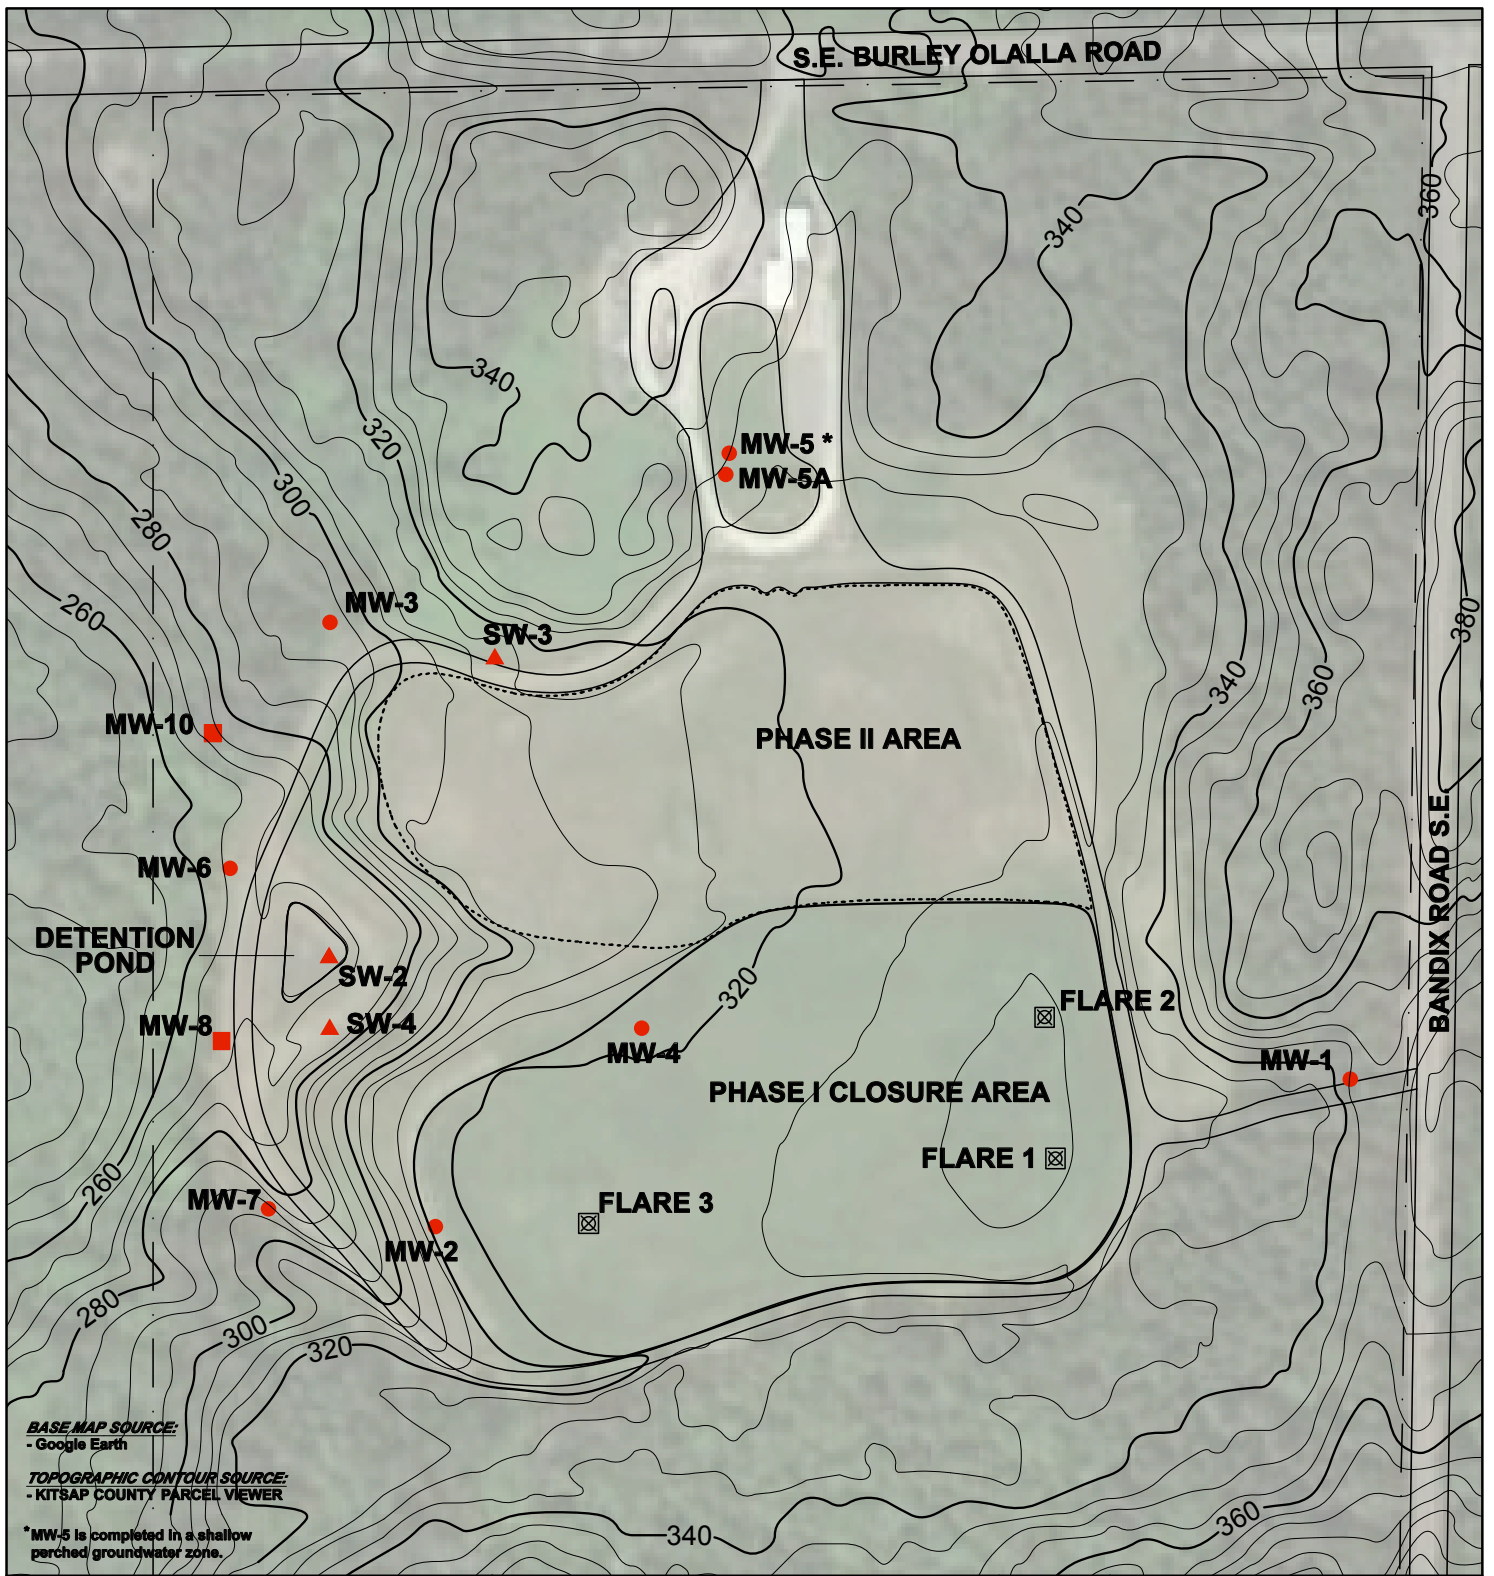 S.E. BURLEY OLALLA ROAD
360
340
340
320
300
280
MW-5 *
MW-5A
260
MW-3
SW-3
380
340
360
MW-10
PHASE II AREA
MW-6
BANDIX ROAD S.E.
DETENTION
POND
SW-2
320
FLARE 2
MW-8
SW-4
MW-4
MW-1
PHASE I CLOSURE AREA
260
FLARE 1
MW-7
FLARE 3
MW-2
280
300
320
BASE MAP SOURCE:
- Google Earth
TOPOGRAPHIC CONTOUR SOURCE:
- KITSAP COUNTY PARCEL VIEWER
360
340
*MW-5 is completed in a shallow
perched groundwater zone.